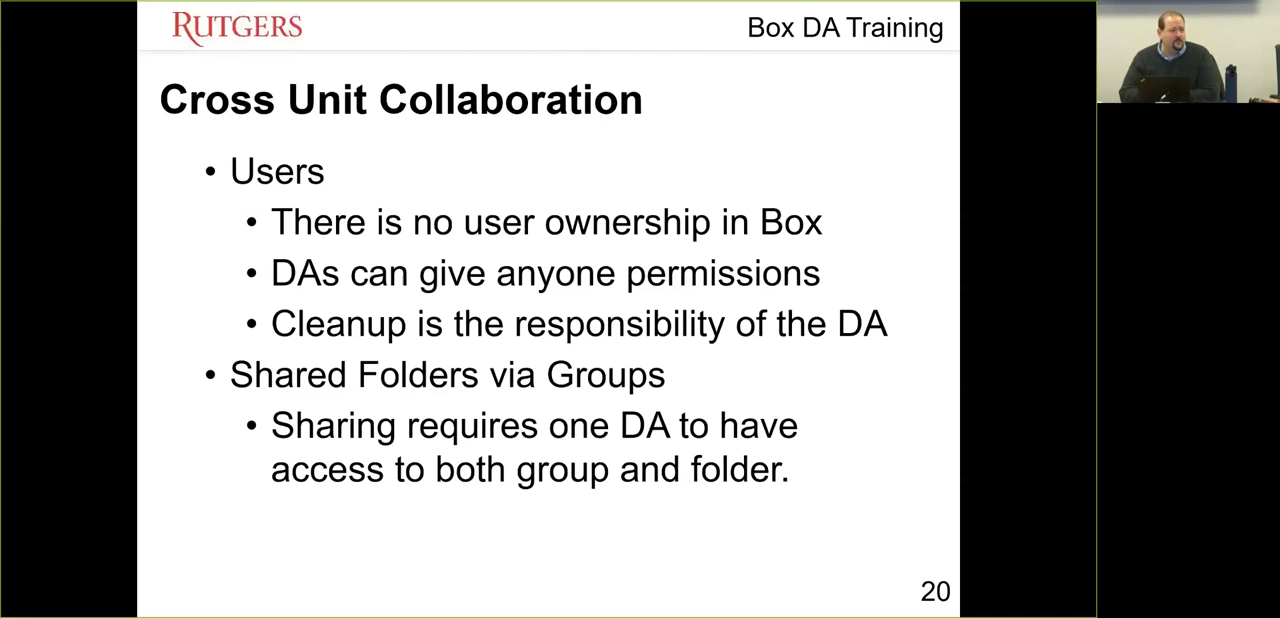 RUTGERS
Box DA Training
Cross Unit Collaboration
• Users
• There is no user ownership in Box
• DAs can give anyone permissions
• Cleanup is the responsibility of the DA
• Shared Folders via Groups
• Sharing requires one DA to have
access to both group and folder.
20